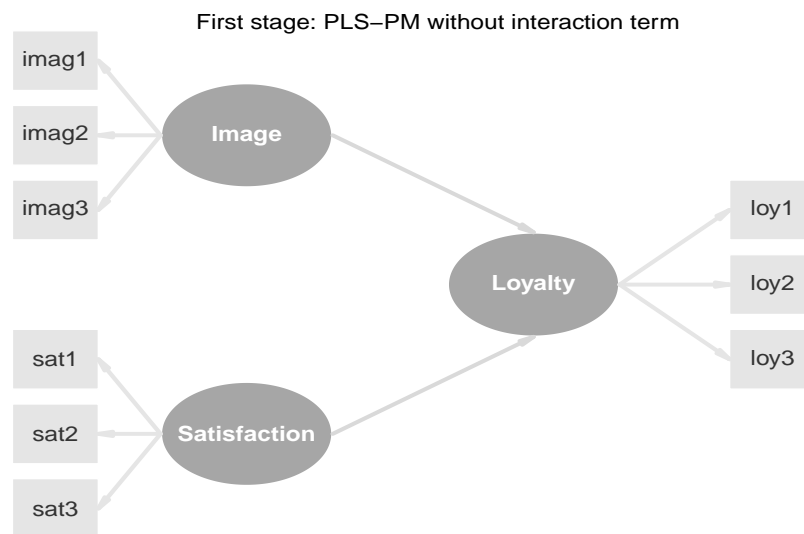 First stage: PLS−PM without interaction term
imag1
imag2
imag3
Image
loy1
loy2
loy3
Loyalty
sat1
sat2
sat3
Satisfaction